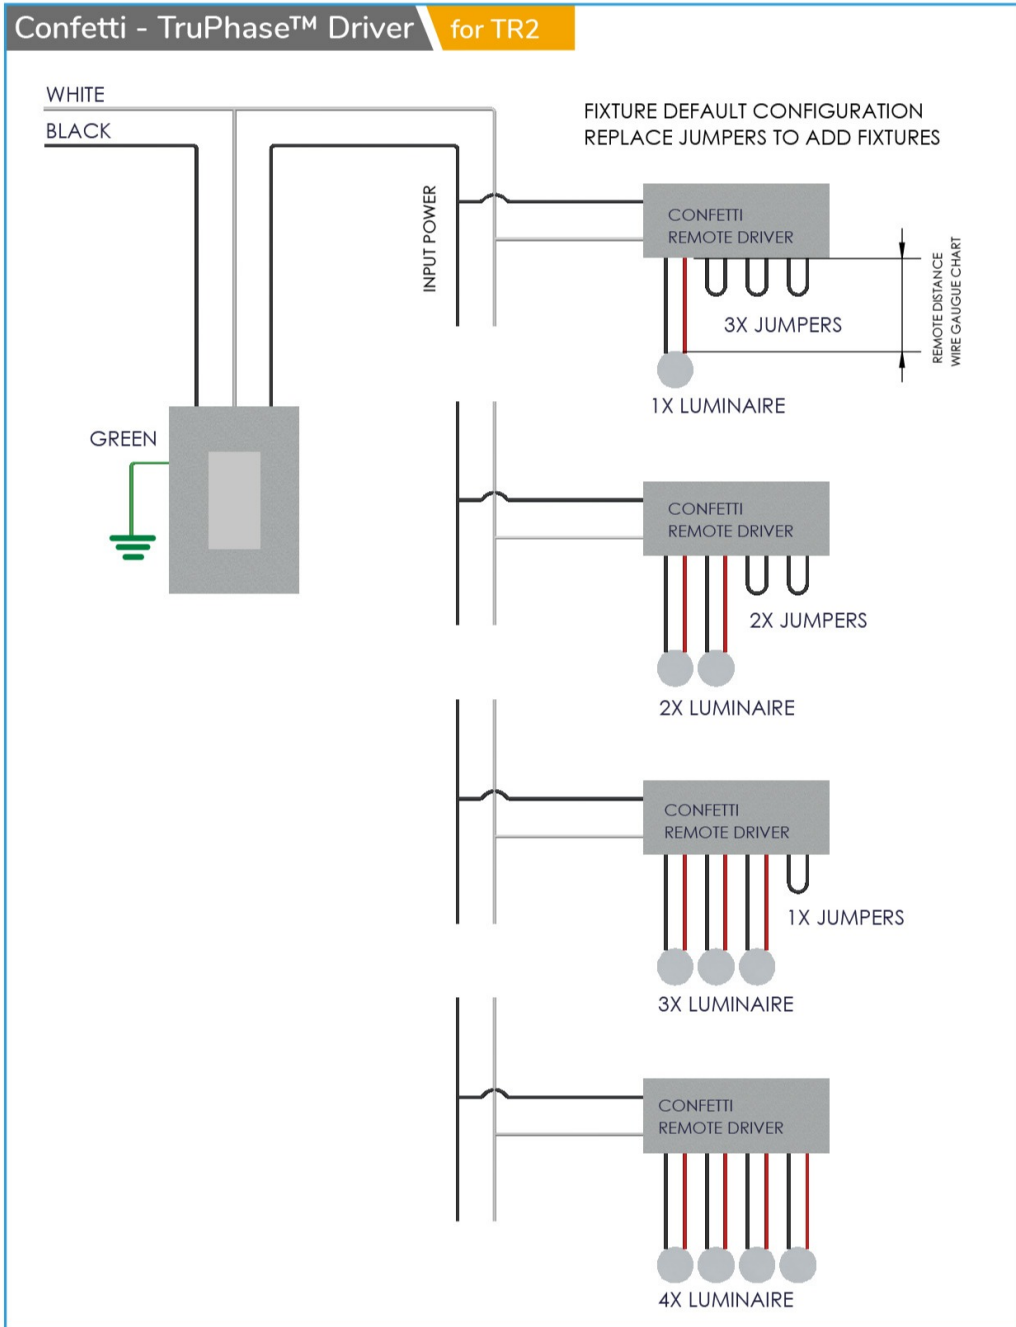 Confetti - TruPhase™ Driver for TR2
WHITE
BLACK
FIXTURE DEFAULT CONFIGURATION
REPLACE JUMPERS TO ADD FIXTURES
INPUT POWER
CONFETTI
REMOTE DRIVER
REMOTE DISTANCE
WIRE GAUGUE CHART
3X JUMPERS
1X LUMINAIRE
GREEN
CONFETTI
REMOTE DRIVER
2X JUMPERS
2X LUMINAIRE
CONFETTI
REMOTE DRIVER
1X JUMPERS
3X LUMINAIRE
CONFETTI
REMOTE DRIVER
4X LUMINAIRE